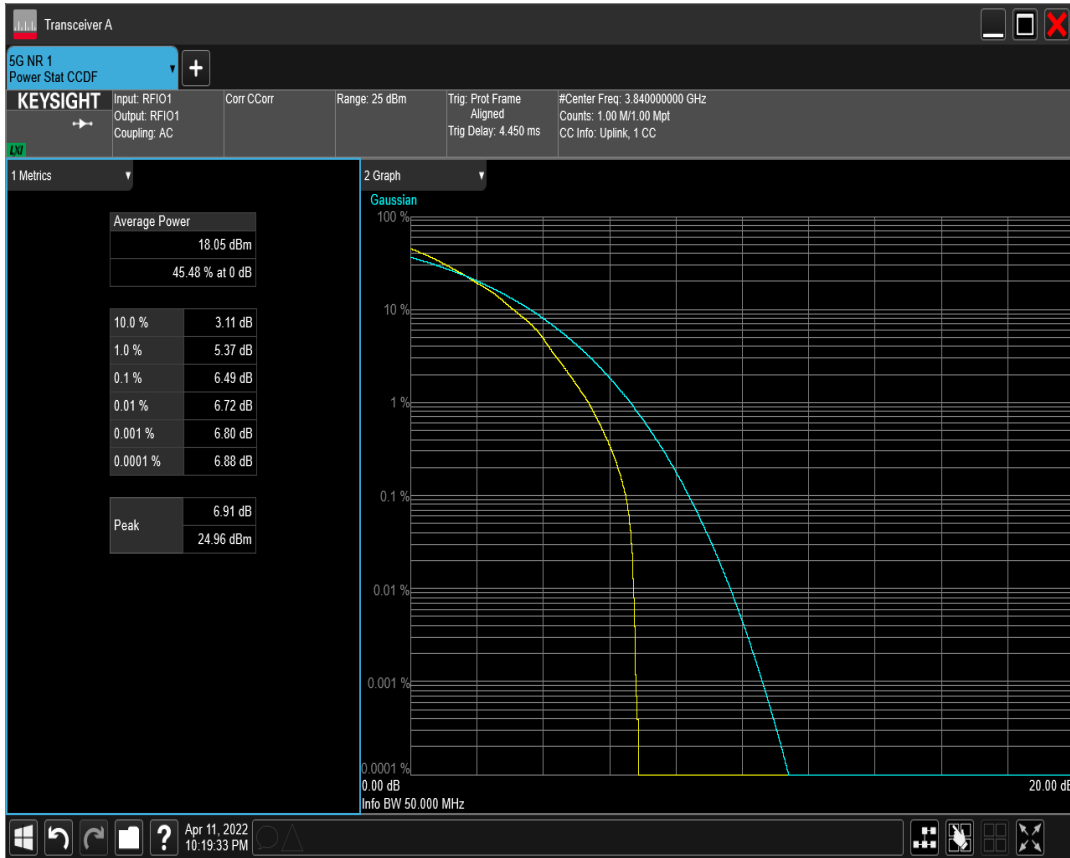 Transceiver A
5G NR 1
Power Stat CCDF
KEYSIGHT
LXI
Input: RFIO1
Output: RFIO1
Coupling: AC
Corr CCorr
Range: 25 dBm
Trig: Prot Frame
Aligned
Trig Delay: 4.450 ms
#Center Freq: 3.840000000 GHz
Counts: 1.00 M/1.00 Mpt
CC Info: Uplink, 1 CC
1 Metrics
Average Power
18.05 dBm
45.48 % at 0 dB
10.0 % 3.11 dB
1.0 % 5.37 dB
0.1 % 6.49 dB
0.01 % 6.72 dB
0.001 % 6.80 dB
0.0001 % 6.88 dB
Peak
6.91 dB
24.96 dBm
2 Graph
Gaussian
100 %
10 %
1 %
0.1 %
0.01 %
0.001 %
0.0001 %
0.00 dB
20.00 dB
Info BW 50.000 MHz
?
Apr 11, 2022
10:19:33 PM